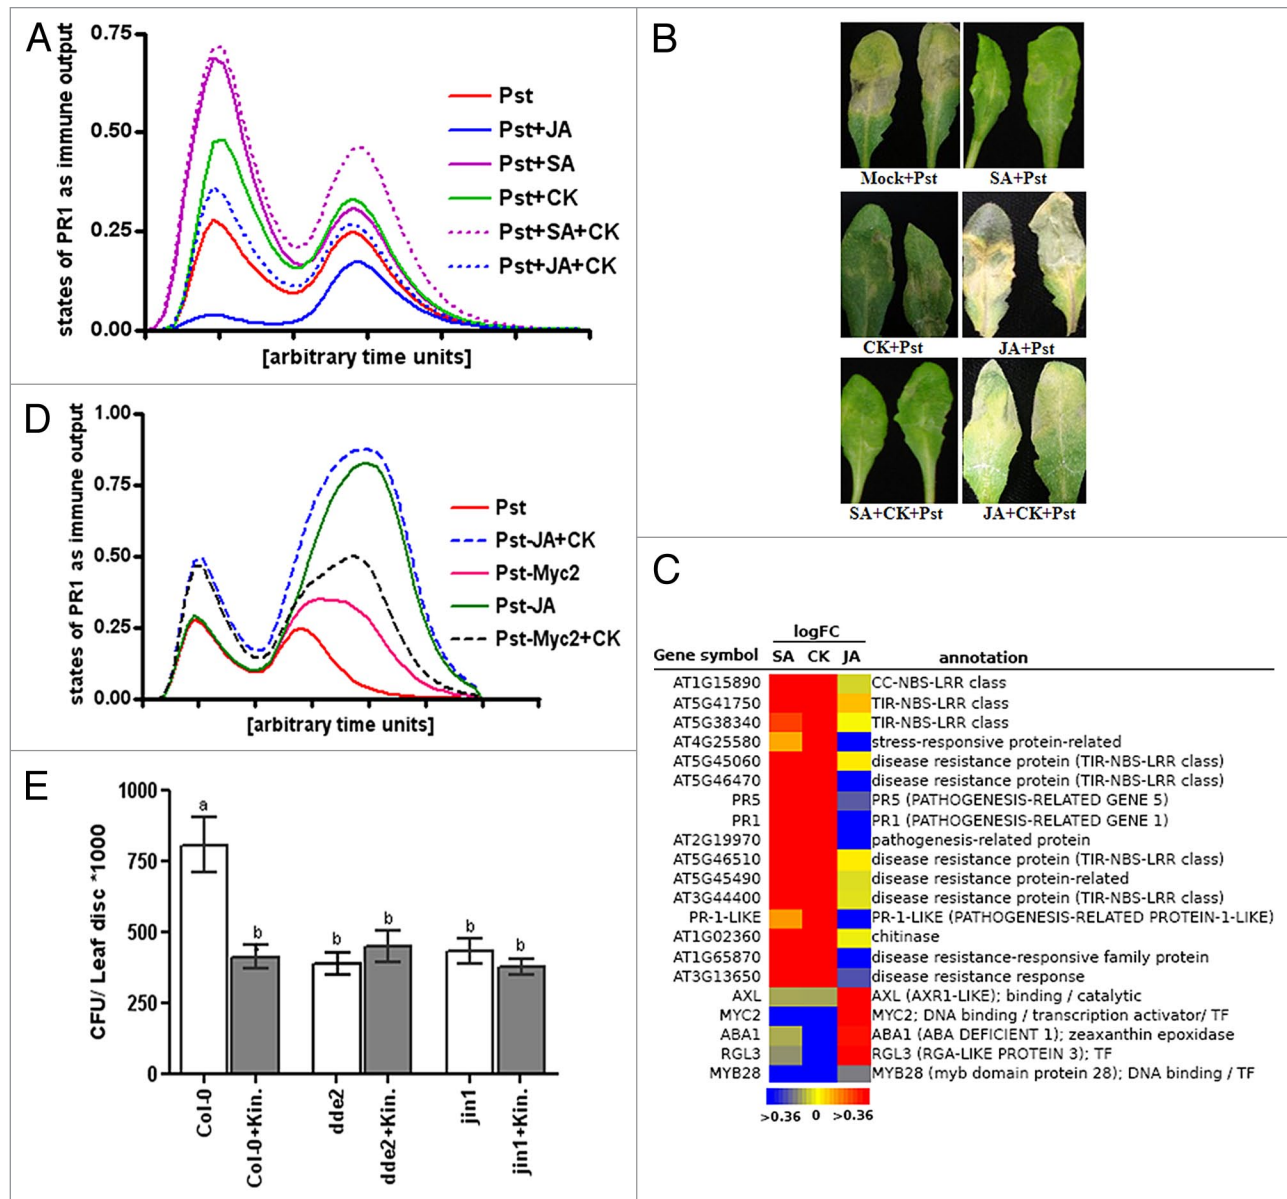 A
0.75
0.50
0.25
0.00
states of PR1 as immune output
[arbitrary time units]
Pst
Pst+JA
Pst+SA
Pst+CK
Pst+SA+CK
Pst+JA+CK
B
Mock+Pst
SA+Pst
CK+Pst
JA+Pst
SA+CK+Pst
JA+CK+Pst
D
1.00
0.75
0.50
0.25
0.00
states of PR1 as immune output
[arbitrary time units]
Pst
Pst-JA+CK
Pst-Myc2
Pst-JA
Pst-Myc2+CK
C
logFC
Gene symbol SA CK JA annotation
AT1G15890 CC-NBS-LRR class
AT5G41750 TIR-NBS-LRR class
AT5G38340 TIR-NBS-LRR class
AT4G25580 stress-responsive protein-related
AT5G45060 disease resistance protein (TIR-NBS-LRR class)
AT5G46470 disease resistance protein (TIR-NBS-LRR class)
PR5 PR5 (PATHOGENESIS-RELATED GENE 5)
PR1 PR1 (PATHOGENESIS-RELATED GENE 1)
AT2G19970 pathogenesis-related protein
AT5G46510 disease resistance protein (TIR-NBS-LRR class)
AT5G45490 disease resistance protein-related
AT3G44400 disease resistance protein (TIR-NBS-LRR class)
PR-1-LIKE PR-1-LIKE (PATHOGENESIS-RELATED PROTEIN-1-LIKE)
AT1G02360 chitinase
AT1G65870 disease resistance-responsive family protein
AT3G13650 disease resistance response
AXL AXL (AXR1-LIKE); binding / catalytic
MYC2 MYC2; DNA binding / transcription activator/ TF
ABA1 ABA1 (ABA DEFICIENT 1); zeaxanthin epoxidase
RGL3 RGL3 (RGA-LIKE PROTEIN 3); TF
MYB28 MYB28 (myb domain protein 28); DNA binding / TF
>0.36 0 >0.36
E
1000
750
500
250
0
CFU/ Leaf disc *1000
a
b
b
b
b
b
Col-0
Col-0+Kin.
dde2
dde2+Kin.
jin1
jin1+Kin.